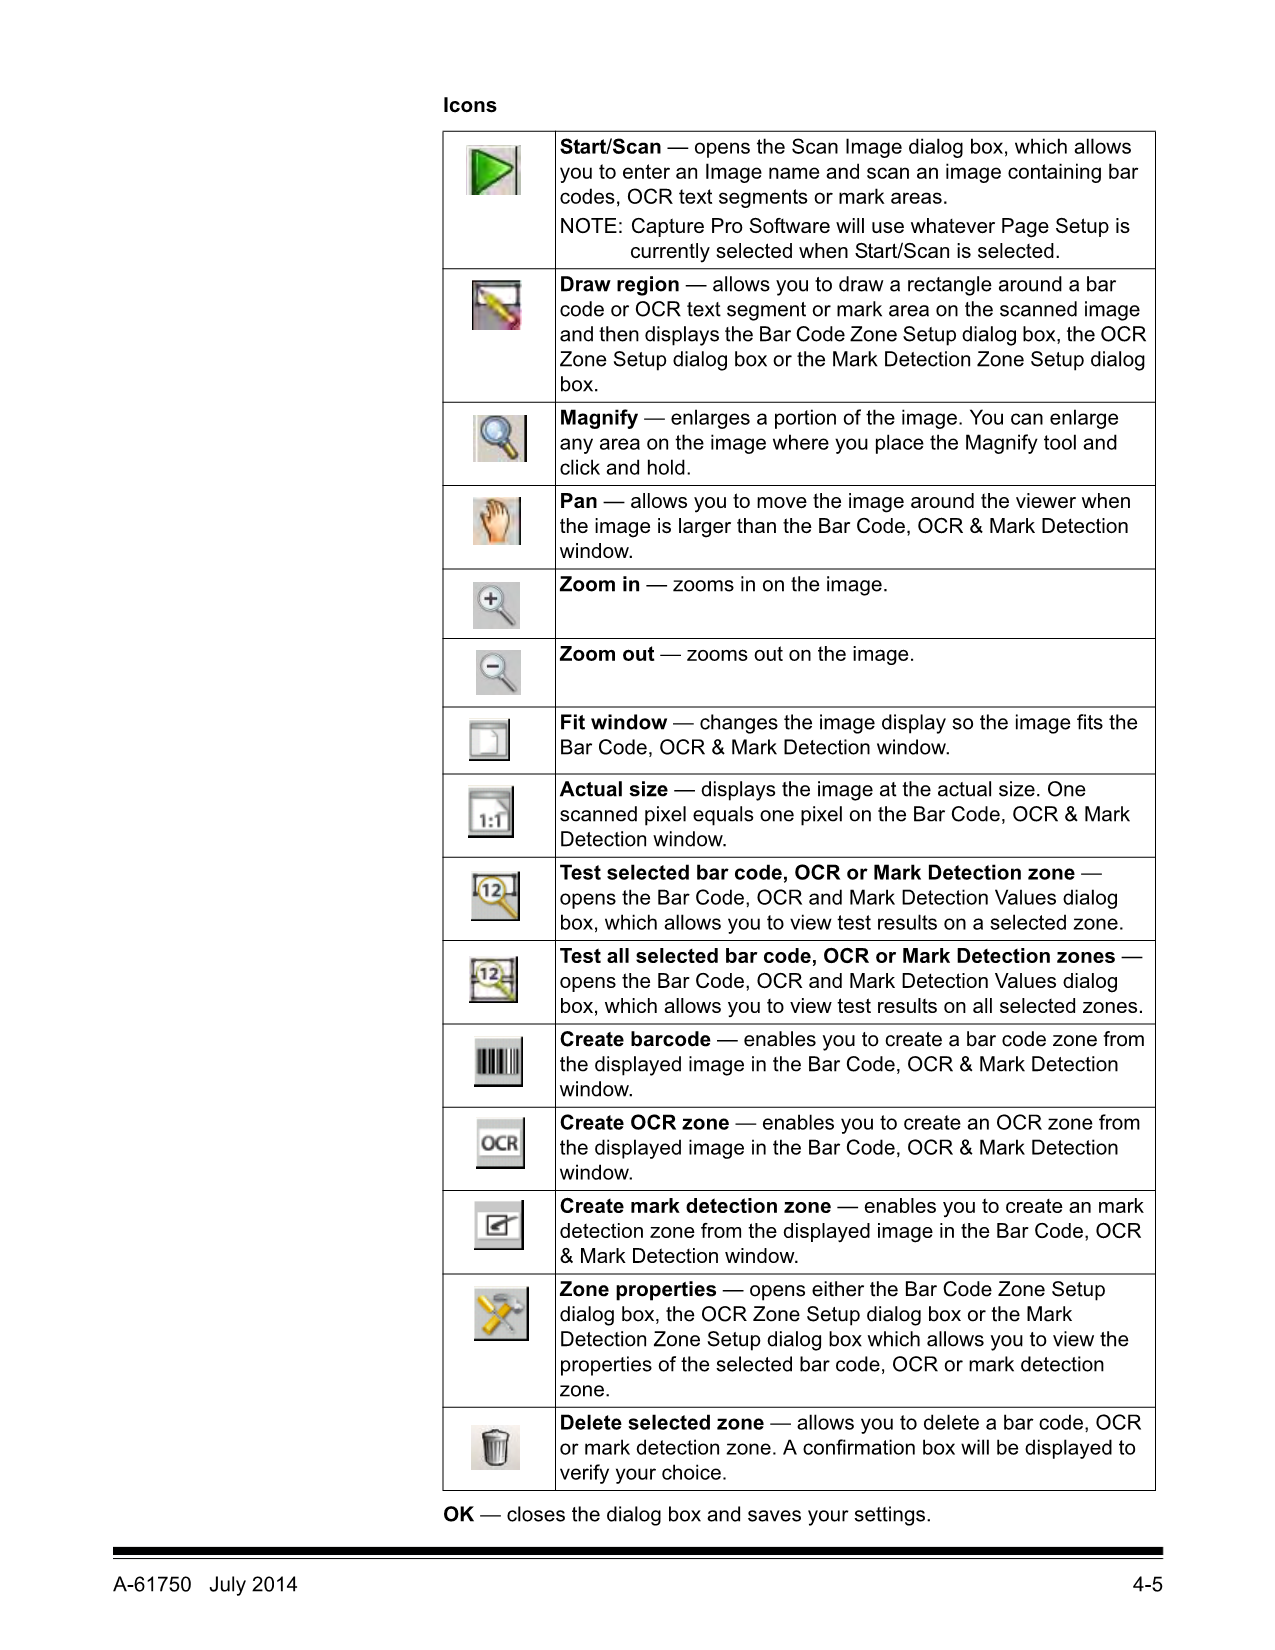 Icons
Start/Scan — opens the Scan Image dialog box, which allows
you to enter an Image name and scan an image containing bar
codes, OCR text segments or mark areas.
NOTE: Capture Pro Software will use whatever Page Setup is
currently selected when Start/Scan is selected.
Draw region — allows you to draw a rectangle around a bar
code or OCR text segment or mark area on the scanned image
and then displays the Bar Code Zone Setup dialog box, the OCR
Zone Setup dialog box or the Mark Detection Zone Setup dialog
box.
Magnify — enlarges a portion of the image. You can enlarge
any area on the image where you place the Magnify tool and
click and hold.
Pan — allows you to move the image around the viewer when
the image is larger than the Bar Code, OCR & Mark Detection
window.
Zoom in — zooms in on the image.
Zoom out — zooms out on the image.
Fit window — changes the image display so the image fits the
Bar Code, OCR & Mark Detection window.
1:1
Actual size — displays the image at the actual size. One
scanned pixel equals one pixel on the Bar Code, OCR & Mark
Detection window.
12
Test selected bar code, OCR or Mark Detection zone —
opens the Bar Code, OCR and Mark Detection Values dialog
box, which allows you to view test results on a selected zone.
12
Test all selected bar code, OCR or Mark Detection zones —
opens the Bar Code, OCR and Mark Detection Values dialog
box, which allows you to view test results on all selected zones.
Create barcode — enables you to create a bar code zone from
the displayed image in the Bar Code, OCR & Mark Detection
window.
OCR
Create OCR zone — enables you to create an OCR zone from
the displayed image in the Bar Code, OCR & Mark Detection
window.
Create mark detection zone — enables you to create an mark
detection zone from the displayed image in the Bar Code, OCR
& Mark Detection window.
Zone properties — opens either the Bar Code Zone Setup
dialog box, the OCR Zone Setup dialog box or the Mark
Detection Zone Setup dialog box which allows you to view the
properties of the selected bar code, OCR or mark detection
zone.
Delete selected zone — allows you to delete a bar code, OCR
or mark detection zone. A confirmation box will be displayed to
verify your choice.
OK — closes the dialog box and saves your settings.
A-61750 July 2014
4-5